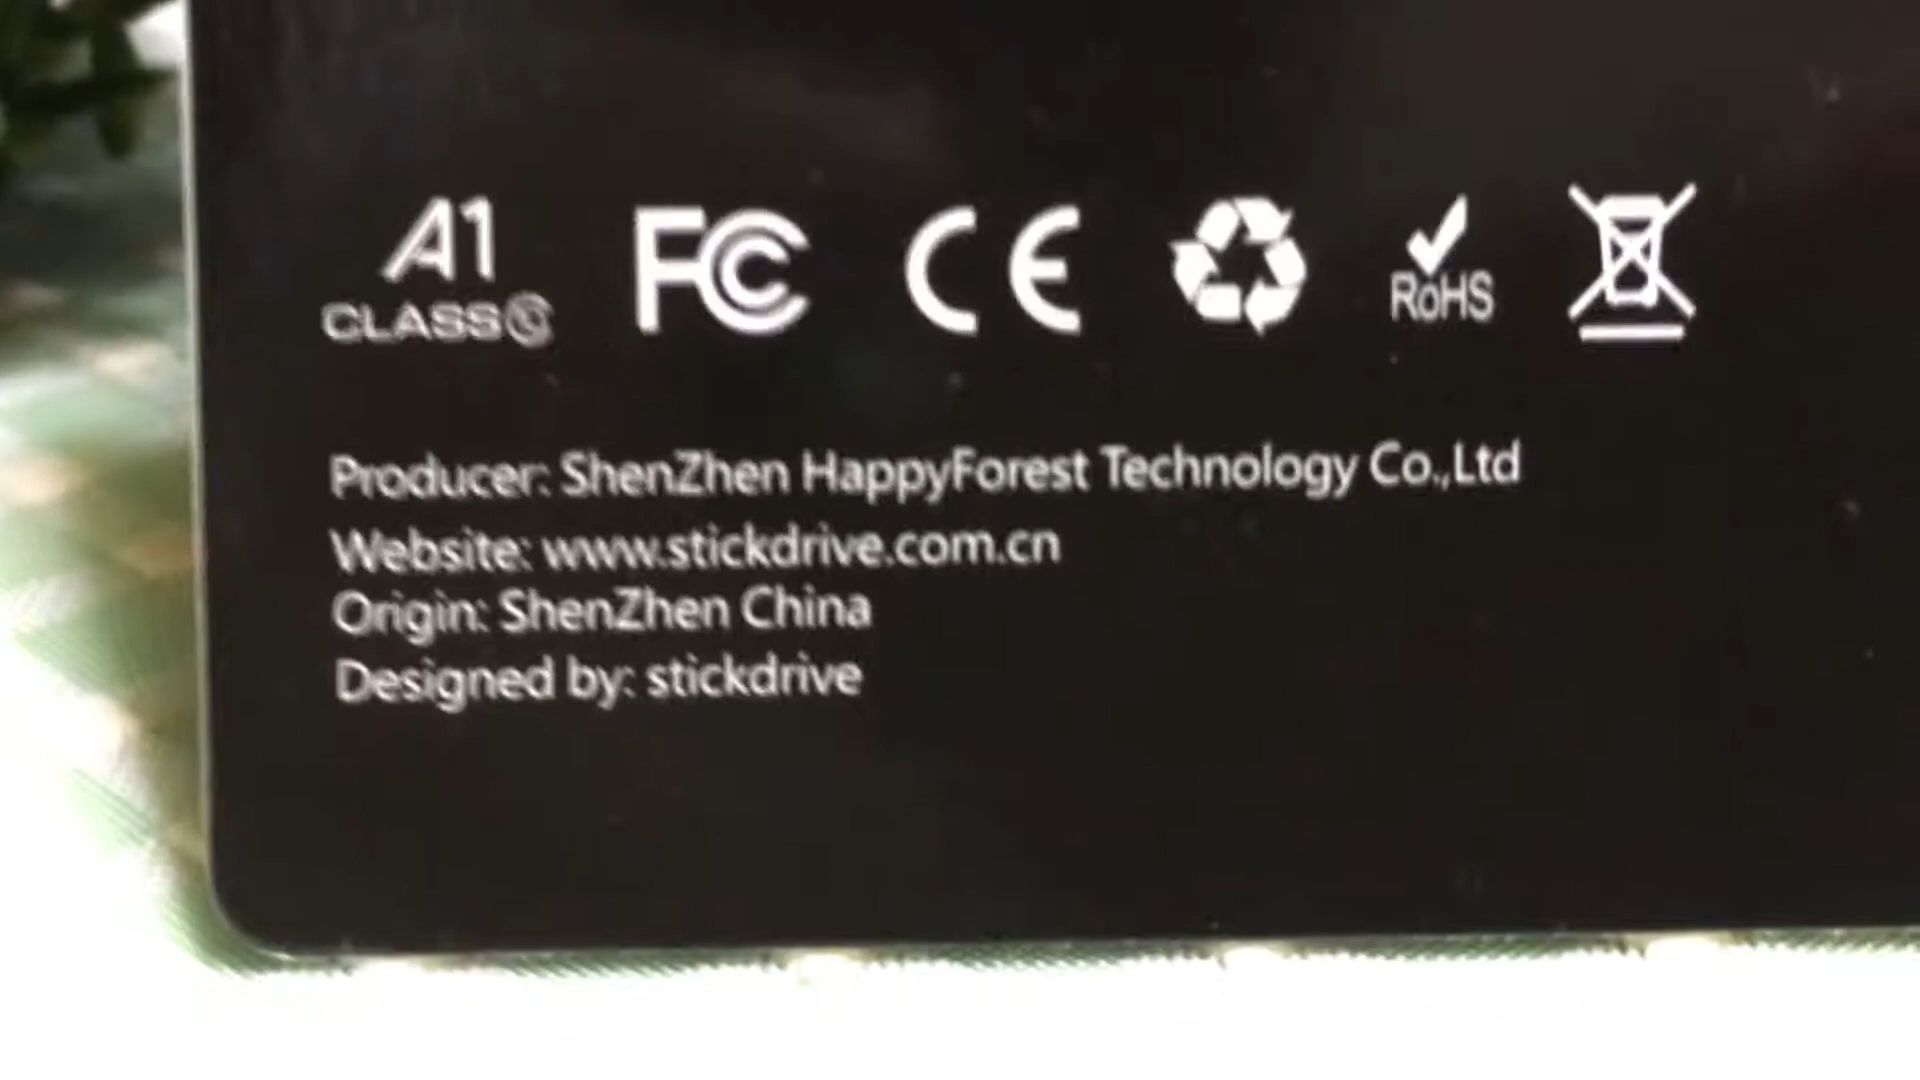 A1
CLASS
FC CE RoHS
Producer: ShenZhen HappyForest Technology Co.,Ltd
Website: www.stickdrive.com.cn
Origin: ShenZhen China
Designed by: stickdrive